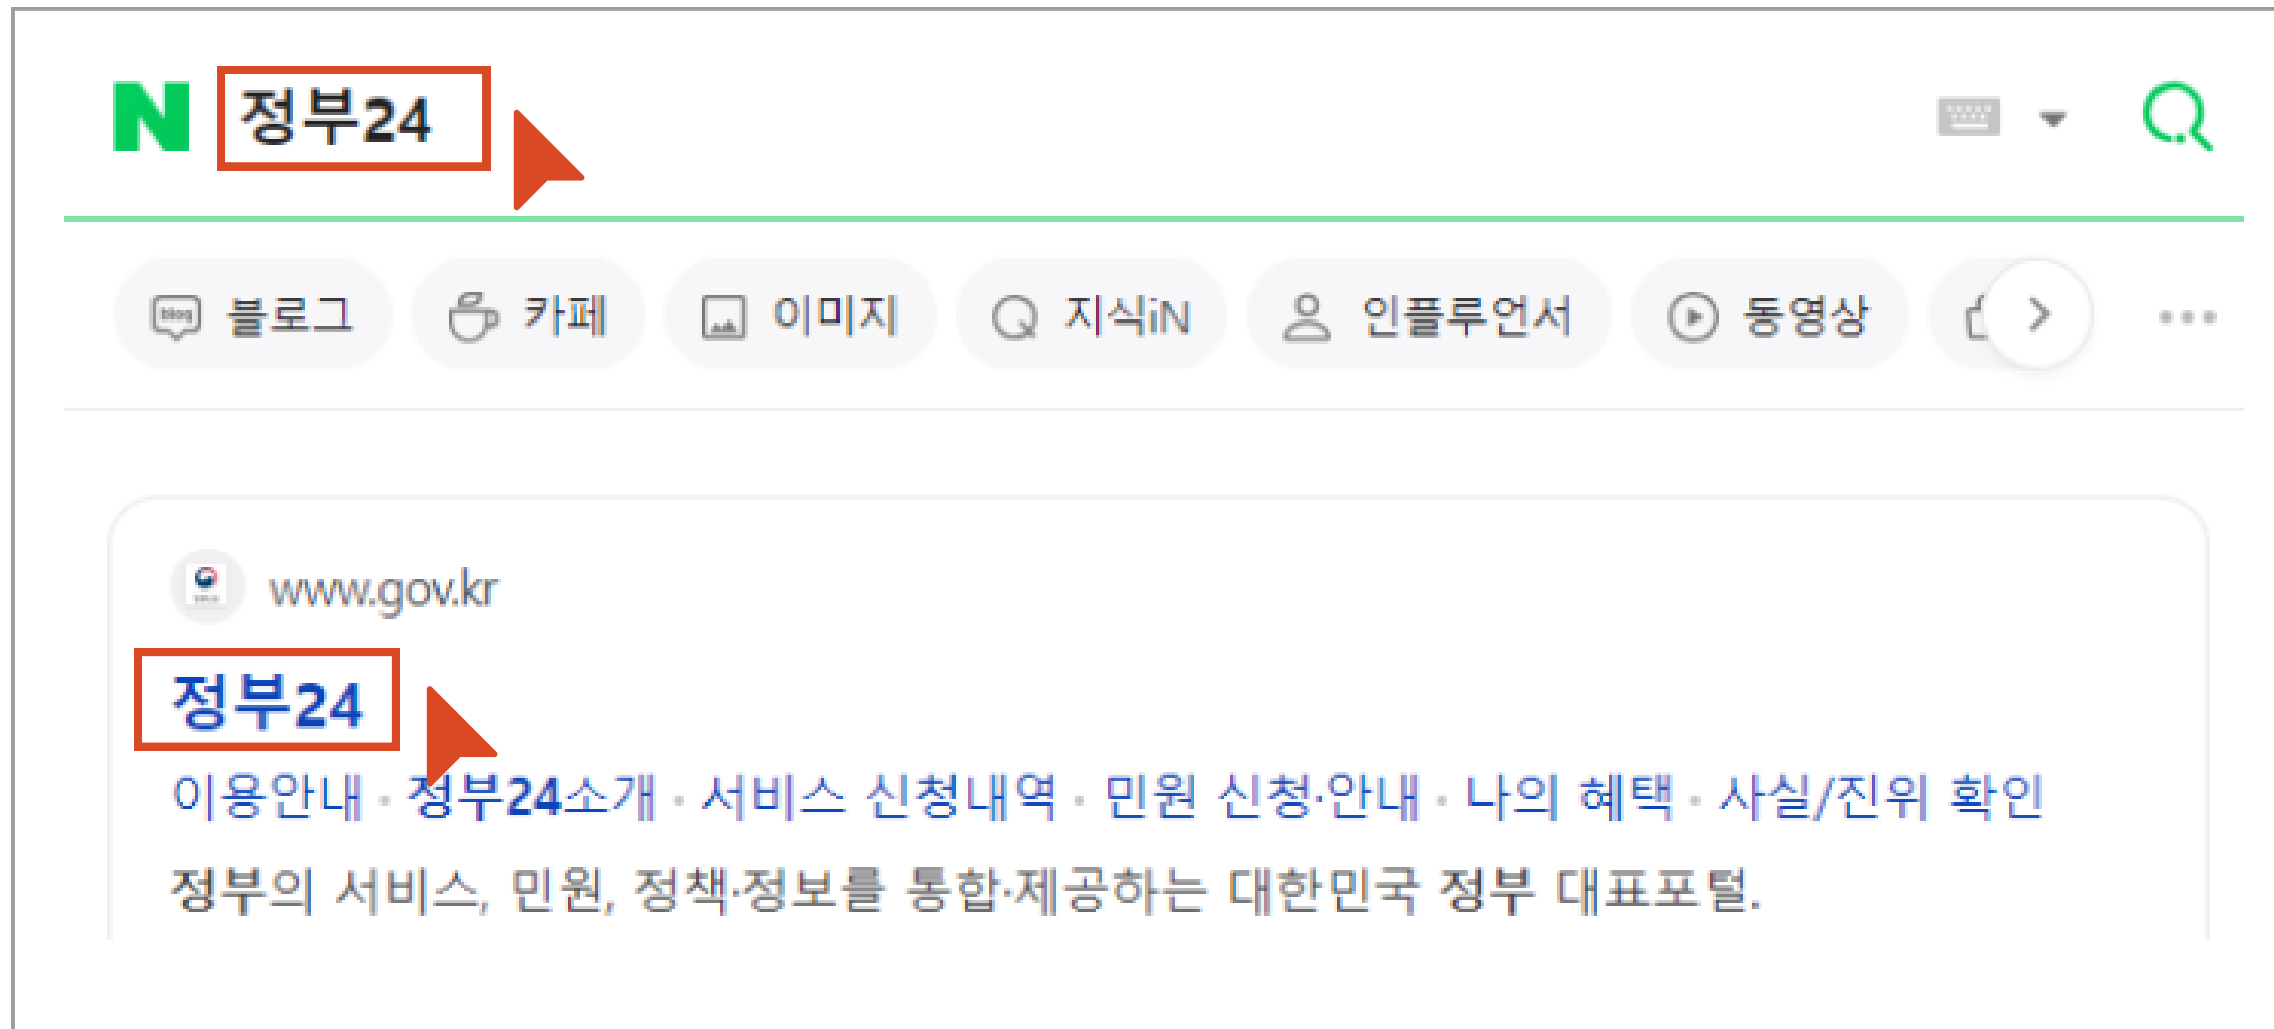 N 정부24
블로그 카페 이미지 지식iN 인플루언서 동영상
www.gov.kr
정부24
이용안내 · 정부24소개 · 서비스 신청내역 · 민원 신청·안내 · 나의 혜택 · 사실/진위 확인
정부의 서비스, 민원, 정책·정보를 통합·제공하는 대한민국 정부 대표포털.